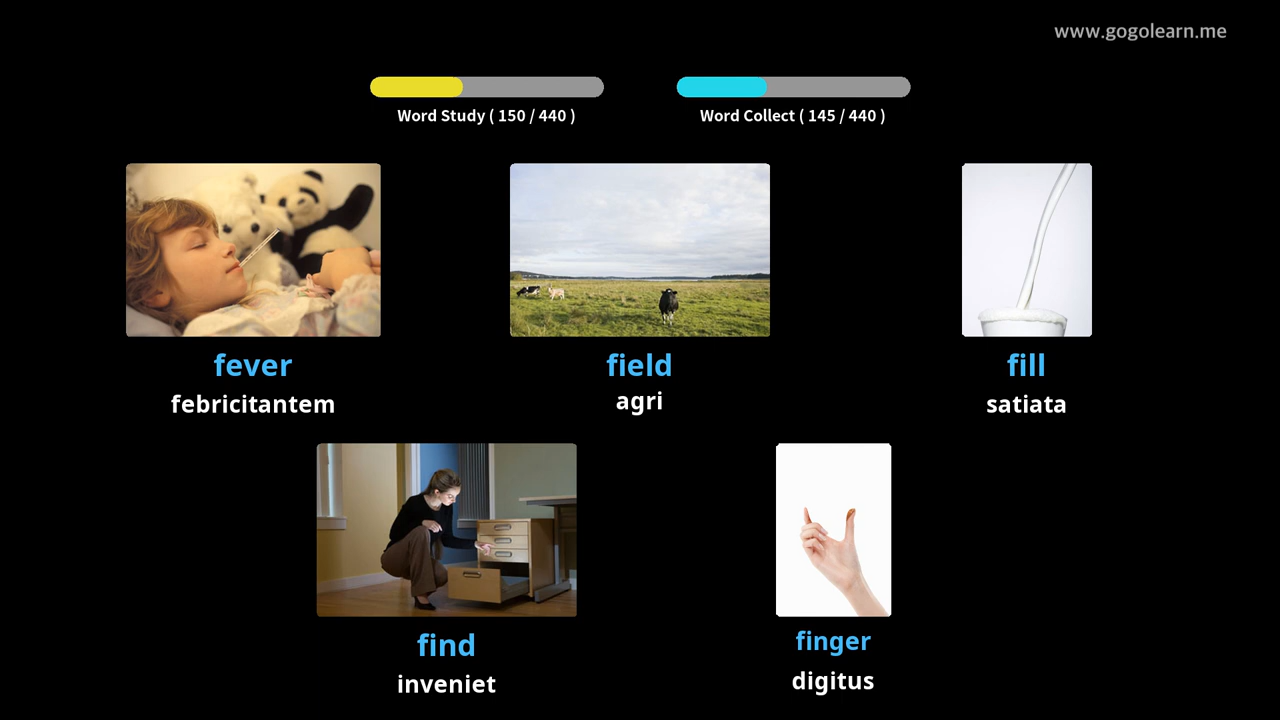 www.gogolearn.me
Word Study ( 150 / 440 )
Word Collect ( 145 / 440 )
fever
febricitantem
field
agri
fill
satiata
find
inveniet
finger
digitus